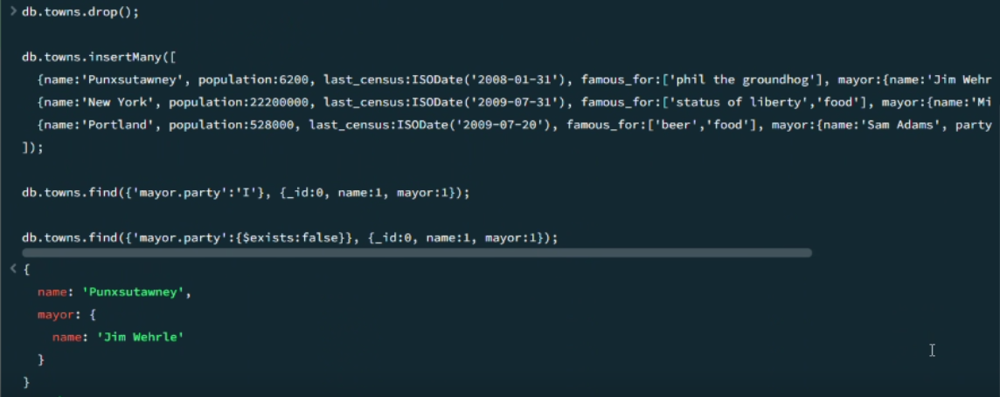 > db.towns.drop();
db.towns.insertMany([
{name:'Punxsutawney', population:6200, last_census:ISODate('2008-01-31'), famous_for:['phil the groundhog'], mayor:{name:'Jim Wehr
{name:'New York', population:22200000, last_census:ISODate('2009-07-31'), famous_for:['status of liberty','food'], mayor:{name:'Mi
{name:'Portland', population:528000, last_census:ISODate('2009-07-20'), famous_for:['beer','food'], mayor:{name:'Sam Adams', party
]);
db.towns.find({'mayor.party':'I'}, {_id:0, name:1, mayor:1});
db.towns.find({'mayor.party':{$exists:false}}, {_id:0, name:1, mayor:1});
< {
name: 'Punxsutawney',
mayor: {
name: 'Jim Wehrle'
}
}